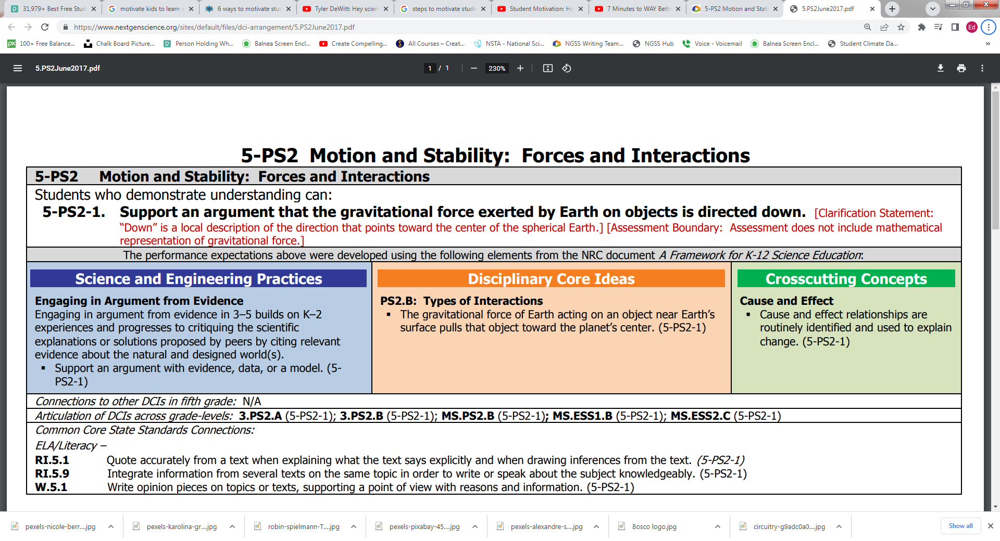 31,979+ Best Free Stud
motivate kids to learn s
6 ways to motivate stud
Tyler DeWitt: Hey scien
steps to motivate stude
Student Motivation: Ho
7 Minutes to WAY Bette
5-PS2 Motion and Stab
5.PS2June2017.pdf
https://www.nextgenscience.org/sites/default/files/dci-arrangement/5.PS2June2017.pdf
Ed
100+ Free Balance...
Chalk Board Picture...
Person Holding Wh...
Balnea Screen Encl...
Create Compelling...
All Courses – Creat...
NSTA - National Sci...
NGSS Writing Team...
NGSS Hub
Voice - Voicemail
Balnea Screen Encl...
Student Climate Da...
»
5.PS2June2017.pdf
1 / 1
230%
5-PS2 Motion and Stability: Forces and Interactions
5-PS2 Motion and Stability: Forces and Interactions
Students who demonstrate understanding can:
5-PS2-1. Support an argument that the gravitational force exerted by Earth on objects is directed down. [Clarification Statement:
“Down” is a local description of the direction that points toward the center of the spherical Earth.] [Assessment Boundary: Assessment does not include mathematical
representation of gravitational force.]
The performance expectations above were developed using the following elements from the NRC document A Framework for K-12 Science Education:
Science and Engineering Practices
Engaging in Argument from Evidence
Engaging in argument from evidence in 3–5 builds on K–2
experiences and progresses to critiquing the scientific
explanations or solutions proposed by peers by citing relevant
evidence about the natural and designed world(s).
▪ Support an argument with evidence, data, or a model. (5-
PS2-1)
Disciplinary Core Ideas
PS2.B: Types of Interactions
▪ The gravitational force of Earth acting on an object near Earth’s
surface pulls that object toward the planet’s center. (5-PS2-1)
Crosscutting Concepts
Cause and Effect
▪ Cause and effect relationships are
routinely identified and used to explain
change. (5-PS2-1)
Connections to other DCIs in fifth grade: N/A
Articulation of DCIs across grade-levels: 3.PS2.A (5-PS2-1); 3.PS2.B (5-PS2-1); MS.PS2.B (5-PS2-1); MS.ESS1.B (5-PS2-1); MS.ESS2.C (5-PS2-1)
Common Core State Standards Connections:
ELA/Literacy –
RI.5.1 Quote accurately from a text when explaining what the text says explicitly and when drawing inferences from the text. (5-PS2-1)
RI.5.9 Integrate information from several texts on the same topic in order to write or speak about the subject knowledgeably. (5-PS2-1)
W.5.1 Write opinion pieces on topics or texts, supporting a point of view with reasons and information. (5-PS2-1)
pexels-nicole-berr....jpg
pexels-karolina-gr....jpg
robin-spielmann-T....jpg
pexels-pixabay-45....jpg
pexels-alexandre-s....jpg
Bosco logo.jpg
circuitry-g9adc0a0....jpg
Show all